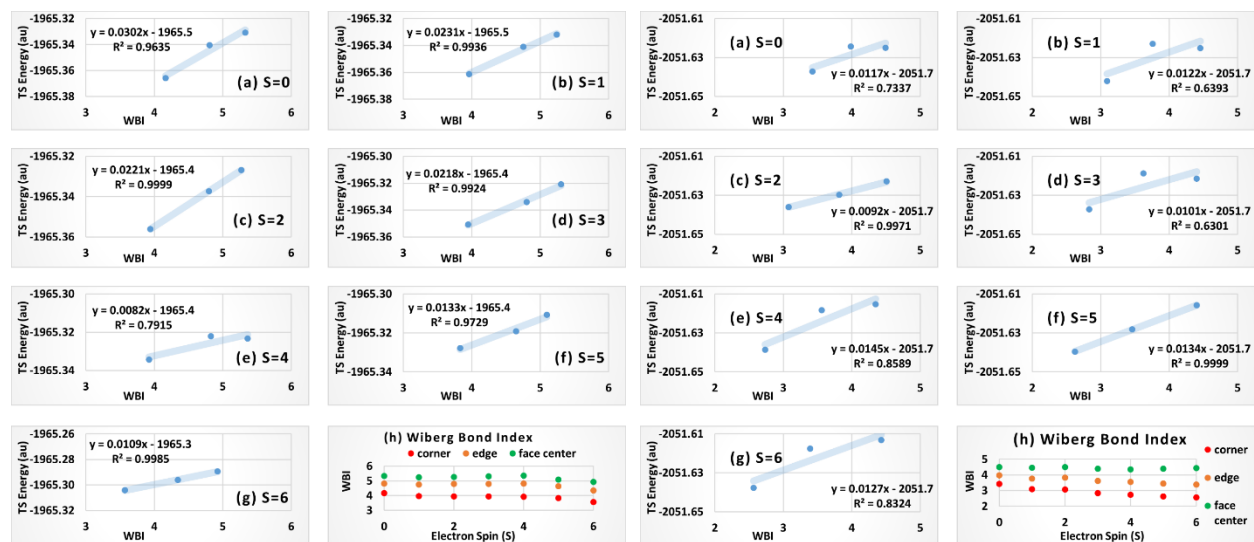 -1965.32
-1965.34
-1965.36
-1965.38
TS Energy (au)
y = 0.0302x - 1965.5
R² = 0.9635
(a) S=0
3 4 5 6
WBI
-1965.32
-1965.34
-1965.36
-1965.38
TS Energy (au)
y = 0.0231x - 1965.5
R² = 0.9936
(b) S=1
3 4 5 6
WBI
-2051.61
-2051.63
-2051.65
TS Energy (au)
(a) S=0
y = 0.0117x - 2051.7
R² = 0.7337
2 3 4 5
WBI
-2051.61
-2051.63
-2051.65
TS Energy (au)
(b) S=1
y = 0.0122x - 2051.7
R² = 0.6393
2 3 4 5
WBI
-1965.32
-1965.34
-1965.36
TS Energy (au)
y = 0.0221x - 1965.4
R² = 0.9999
(c) S=2
3 4 5 6
WBI
-1965.30
-1965.32
-1965.34
-1965.36
TS Energy (au)
y = 0.0218x - 1965.4
R² = 0.9924
(d) S=3
3 4 5 6
WBI
-2051.61
-2051.63
-2051.65
TS Energy (au)
(c) S=2
y = 0.0092x - 2051.7
R² = 0.9971
2 3 4 5
WBI
-2051.61
-2051.63
-2051.65
TS Energy (au)
(d) S=3
y = 0.0101x - 2051.7
R² = 0.6301
2 3 4 5
WBI
-1965.30
-1965.32
-1965.34
TS Energy (au)
y = 0.0082x - 1965.4
R² = 0.7915
(e) S=4
3 4 5 6
WBI
-1965.30
-1965.32
-1965.34
TS Energy (au)
y = 0.0133x - 1965.4
R² = 0.9729
(f) S=5
3 4 5 6
WBI
-2051.61
-2051.63
-2051.65
TS Energy (au)
(e) S=4
y = 0.0145x - 2051.7
R² = 0.8589
2 3 4 5
WBI
-2051.61
-2051.63
-2051.65
TS Energy (au)
(f) S=5
y = 0.0134x - 2051.7
R² = 0.9999
2 3 4 5
WBI
-1965.26
-1965.28
-1965.30
-1965.32
TS Energy (au)
y = 0.0109x - 1965.3
R² = 0.9985
(g) S=6
3 4 5 6
WBI
(h) Wiberg Bond Index
corner edge face center
6
5
4
3
WBI
0 2 4 6
Electron Spin (S)
-2051.61
-2051.63
-2051.65
TS Energy (au)
(g) S=6
y = 0.0127x - 2051.7
R² = 0.8324
2 3 4 5
WBI
(h) Wiberg Bond Index
5
4
3
2
WBI
corner
edge
face
center
0 2 4 6
Electron Spin (S)